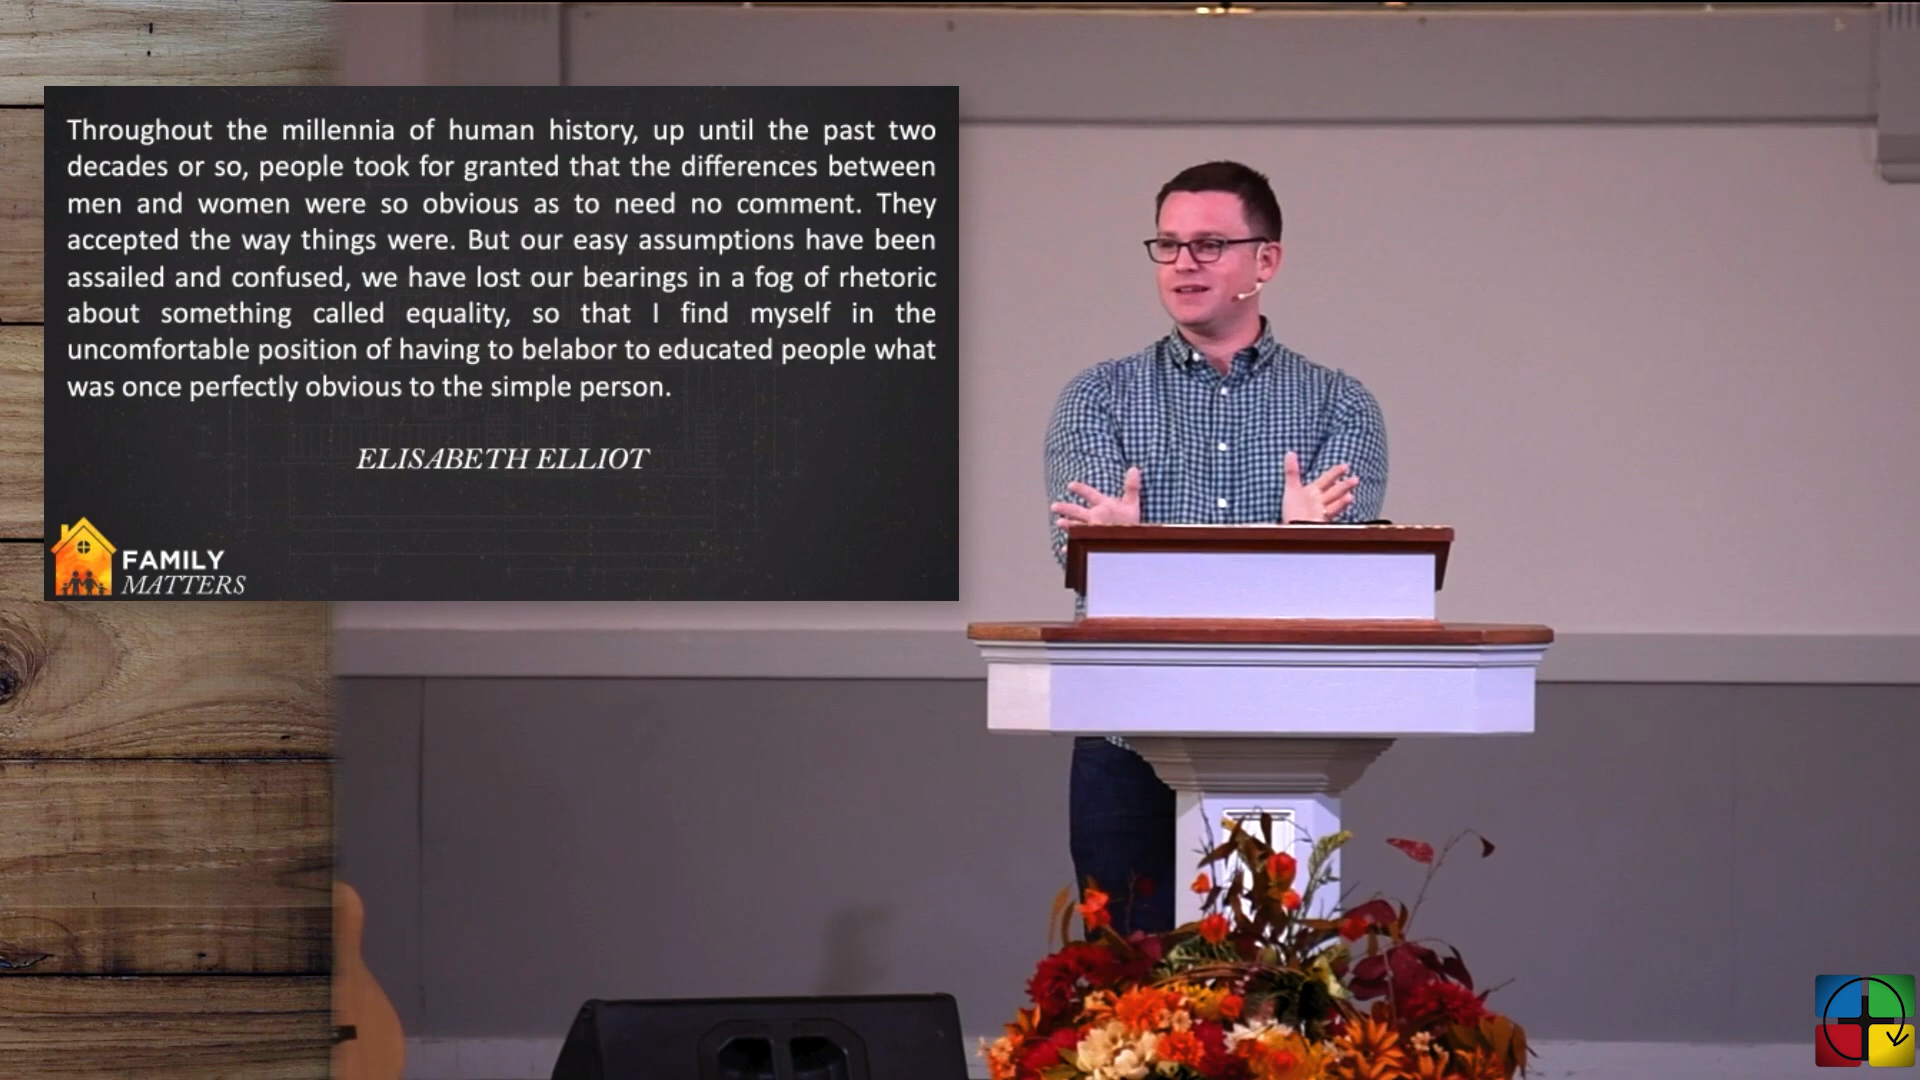 Throughout the millennia of human history, up until the past two
decades or so, people took for granted that the differences between
men and women were so obvious as to need no comment. They
accepted the way things were. But our easy assumptions have been
assailed and confused, we have lost our bearings in a fog of rhetoric
about something called equality, so that I find myself in the
uncomfortable position of having to belabor to educated people what
was once perfectly obvious to the simple person.
ELISABETH ELLIOT
FAMILY
MATTERS